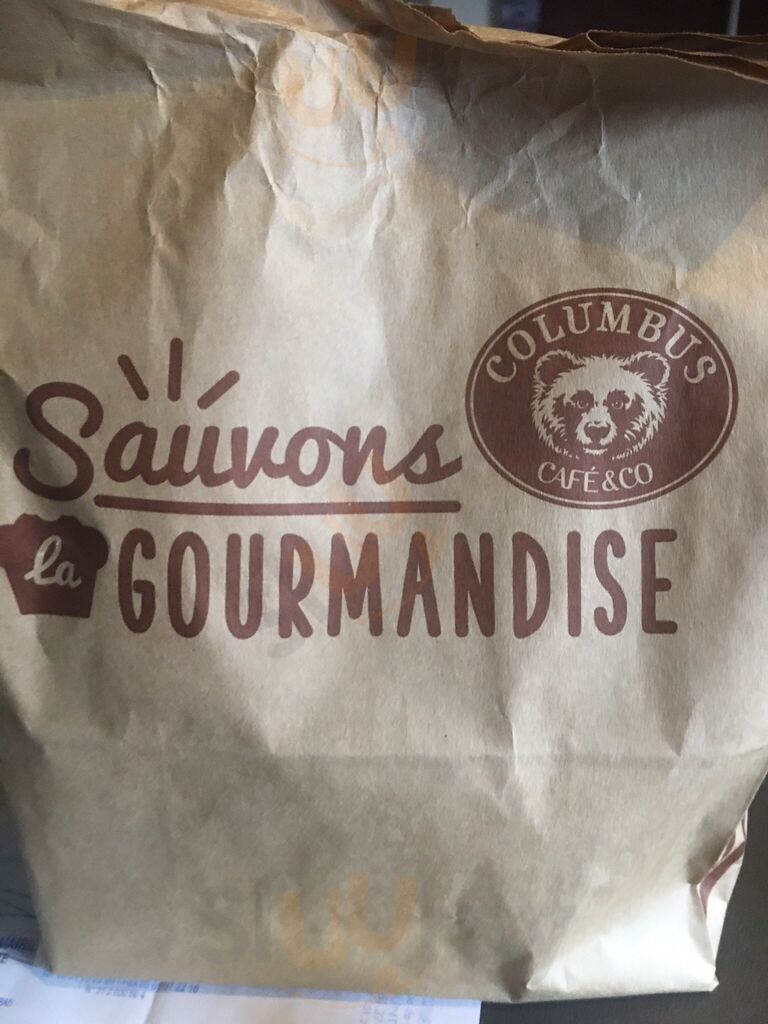 COLUMBUS
CAFÉ & CO
Sauvons
la GOURMANDISE